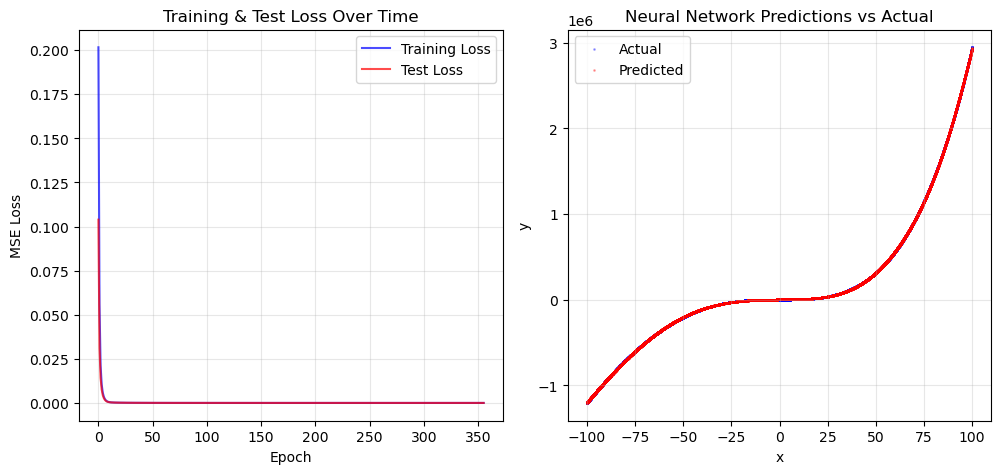 Training & Test Loss Over Time
Training Loss
Test Loss
0.200
0.175
0.150
0.125
0.100
0.075
0.050
0.025
0.000
MSE Loss
0 50 100 150 200 250 300 350
Epoch
Neural Network Predictions vs Actual
1e6
Actual
Predicted
3
2
1
0
−1
y
−100 −75 −50 −25 0 25 50 75 100
x